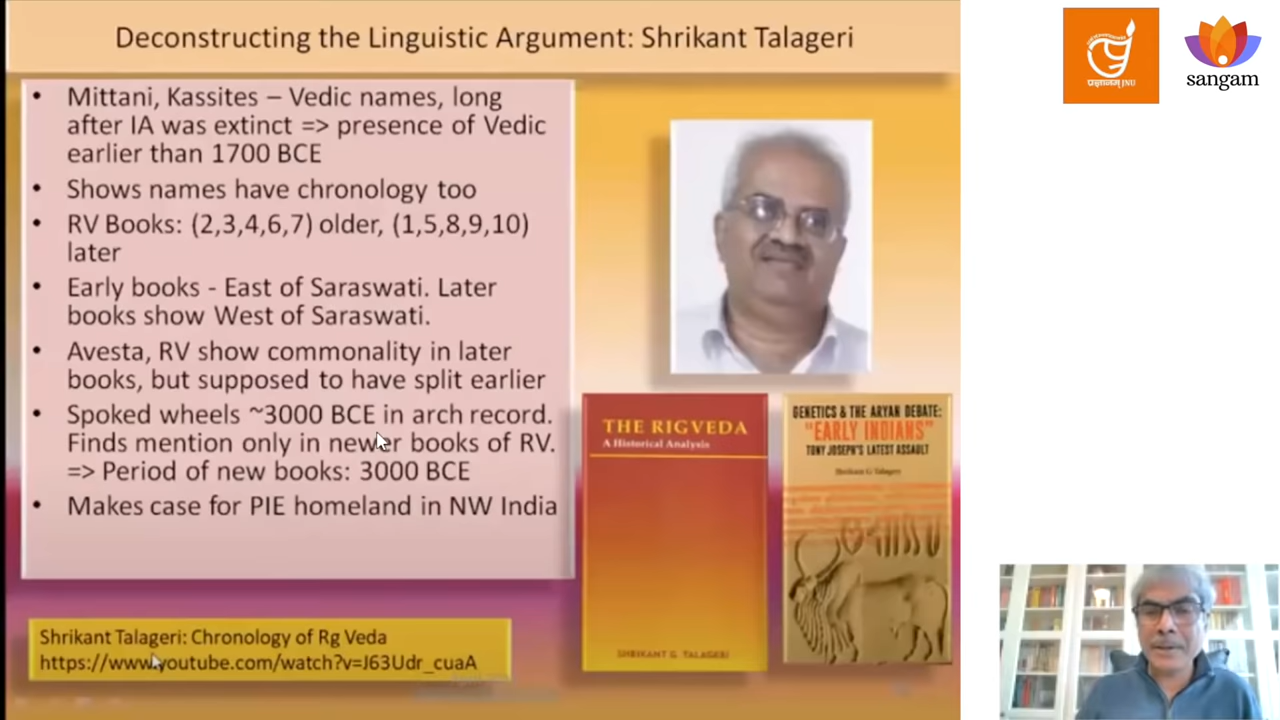 Deconstructing the Linguistic Argument: Shrikant Talageri
• Mittani, Kassites – Vedic names, long
after IA was extinct => presence of Vedic
earlier than 1700 BCE
• Shows names have chronology too
• RV Books: (2,3,4,6,7) older, (1,5,8,9,10)
later
• Early books - East of Saraswati. Later
books show West of Saraswati.
• Avesta, RV show commonality in later
books, but supposed to have split earlier
• Spoked wheels ~3000 BCE in arch record.
Finds mention only in newer books of RV.
=> Period of new books: 3000 BCE
• Makes case for PIE homeland in NW India
Shrikant Talageri: Chronology of Rg Veda
https://www.youtube.com/watch?v=J63Udr_cuaA
THE RIGVEDA
A Historical Analysis
SHRIKANT G. TALAGERI
GENETICS & THE ARYAN DEBATE:
"EARLY INDIANS"
TONY JOSEPH'S LATEST ASSAULT
Shrikant G Talageri
JNU
sangam